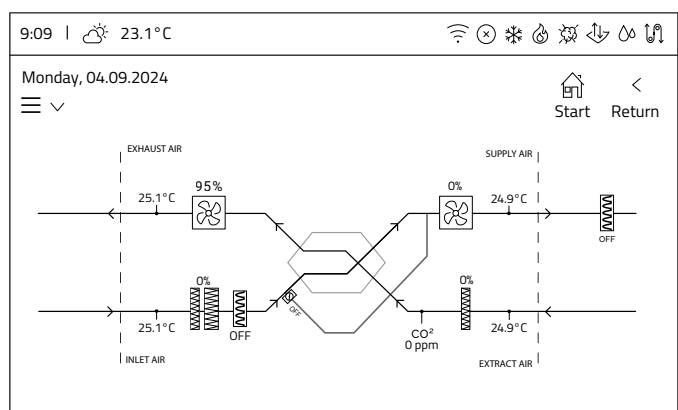 9:09 | 23.1°C
Monday, 04.09.2024
Start Return
EXHAUST AIR
SUPPLY AIR
25.1°C
95%
0%
24.9°C
OFF
0%
OFF
OFF
0%
25.1°C
CO²
0 ppm
24.9°C
INLET AIR
EXTRACT AIR